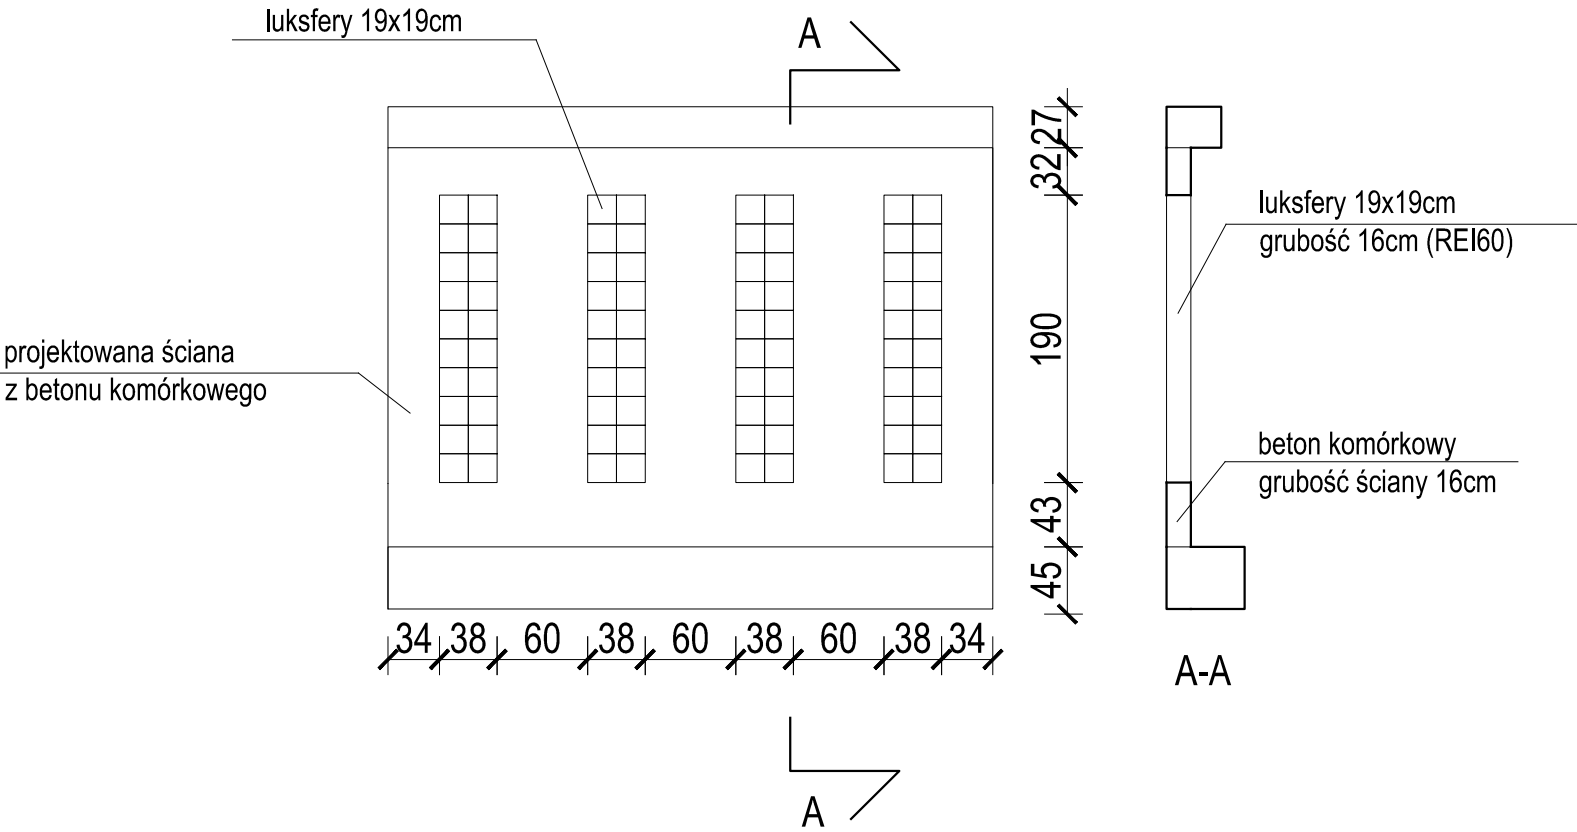 luksfery 19x19cm
A
27
32
190
43
45
luksfery 19x19cm
grubość 16cm (REI60)
projektowana ściana
z betonu komórkowego
beton komórkowy
grubość ściany 16cm
34 38 60 38 60 38 60 38 34
A-A
A